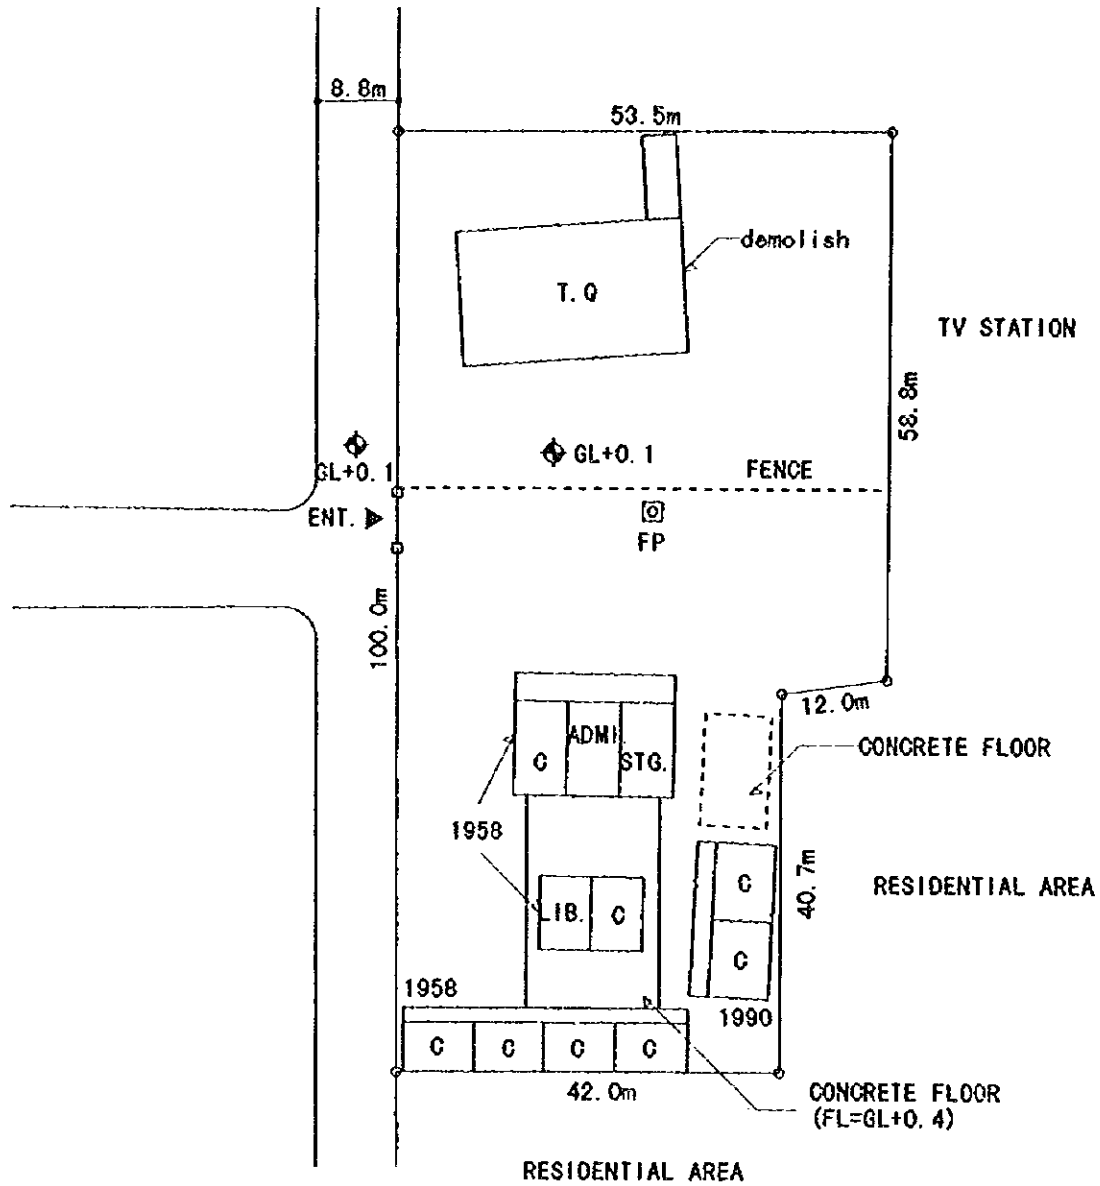 8.8m
53.5m
demolish
T.Q
TV STATION
58.8m
GL+0.1
GL+0.1
FENCE
ENT.
FP
100.0m
12.0m
ADMI.
C
STG.
CONCRETE FLOOR
1958
40.7m
C
RESIDENTIAL AREA
LIB.
C
C
1958
1990
C
C
C
C
42.0m
CONCRETE FLOOR
(FL=GL+0.4)
RESIDENTIAL AREA